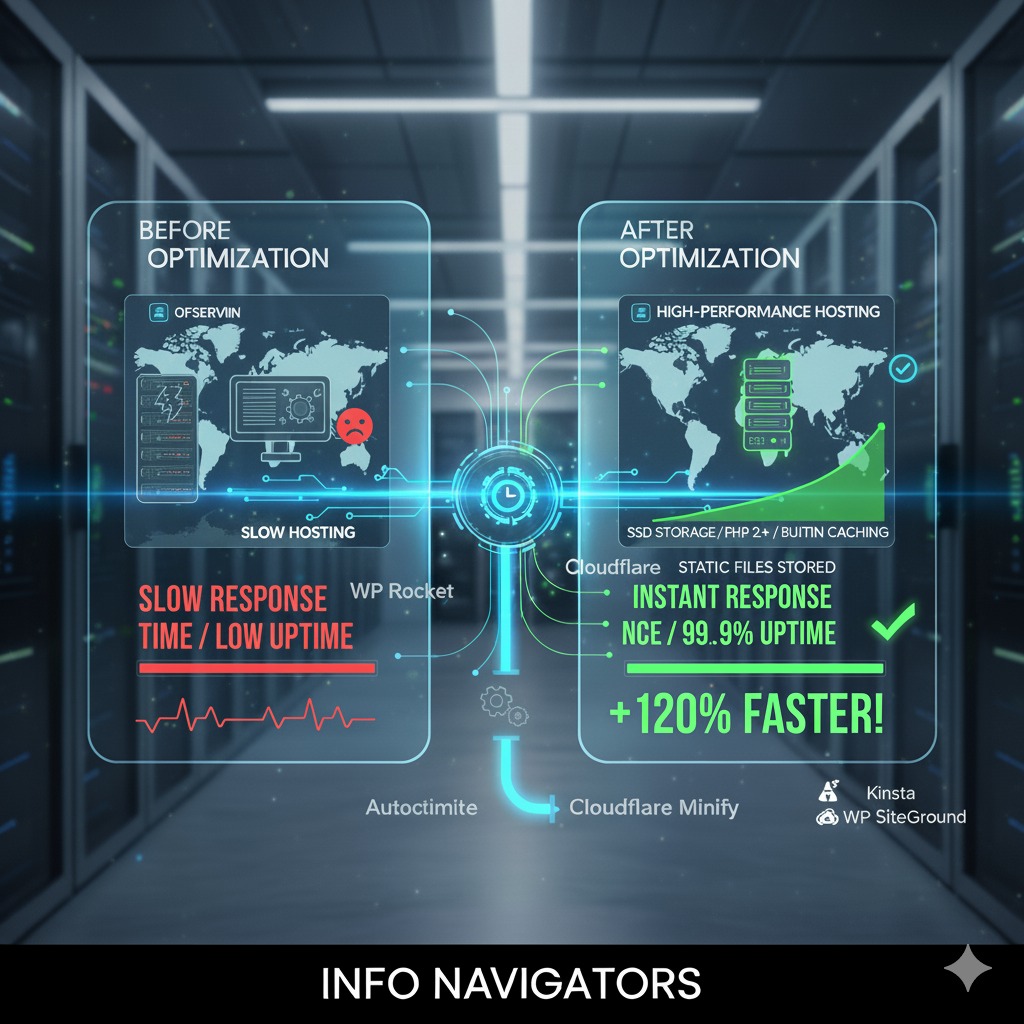 BEFORE
OPTIMIZATION
OFSERVIIN
SLOW HOSTING
SLOW RESPONSE
TIME / LOW UPTIME
AFTER
OPTIMIZATION
HIGH-PERFORMANCE HOSTING
SSD STORAGE / PHP 2+ / BUITIN CACHING
STATIC FILES STORED
INSTANT RESPONSE
NCE / 99..9% UPTIME
+120% FASTER!
WP Rocket
Cloudflare
Autoctimite
Cloudflare Minify
Kinsta
WP SiteGround
INFO NAVIGATORS